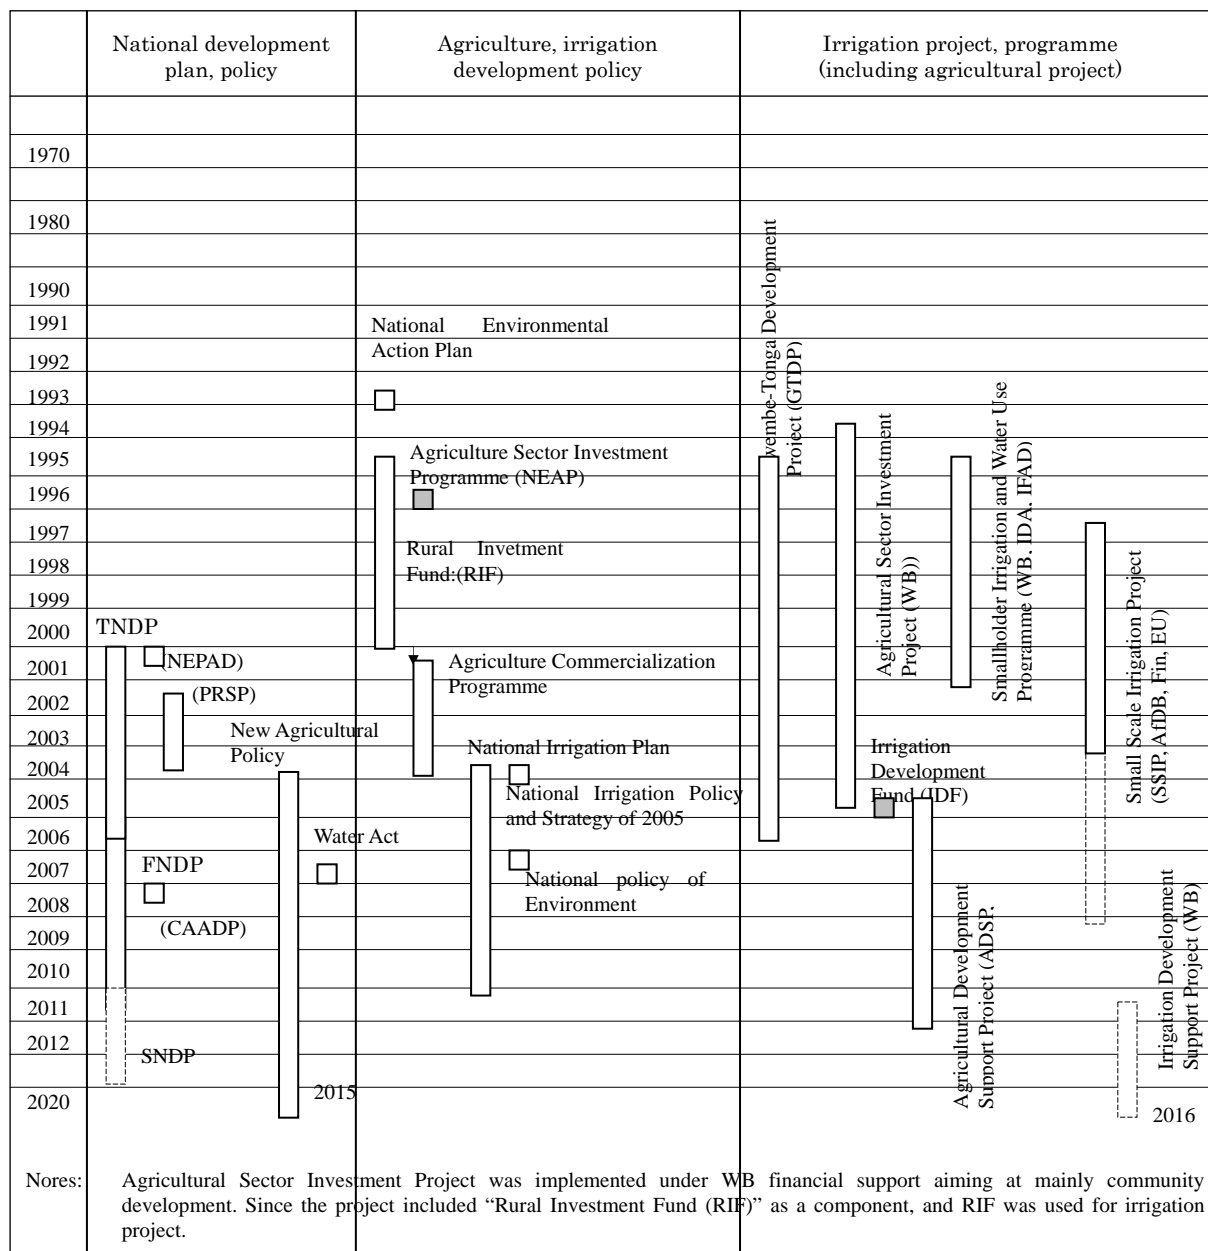 National development
plan, policy
Agriculture, irrigation
development policy
Irrigation project, programme
(including agricultural project)
1970
1980
1990
1991
1992
1993
1994
1995
1996
1997
1998
1999
2000
2001
2002
2003
2004
2005
2006
2007
2008
2009
2010
2011
2012
2020
TNDP
(NEPAD)
(PRSP)
New Agricultural
Policy
Water Act
FNDP
(CAADP)
SNDP
2015
National Environmental
Action Plan
Agriculture Sector Investment
Programme (NEAP)
Rural Invetment
Fund:(RIF)
Agriculture Commercialization
Programme
National Irrigation Plan
National Irrigation Policy
and Strategy of 2005
National policy of
Environment
wembe-Tonga Development
Project (GTDP)
Agricultural Sector Investment
Project (WB))
Smallholder Irrigation and Water Use
Programme (WB, IDA, IFAD)
Small Scale Irrigation Project
(SSIP, AfDB, Fin, EU)
Irrigation
Development
Fund (IDF)
Agricultural Development
Support Project (ADSP,
Irrigation Development
Support Project (WB)
2016
Nores: Agricultural Sector Investment Project was implemented under WB financial support aiming at mainly community
development. Since the project included “Rural Investment Fund (RIF)” as a component, and RIF was used for irrigation
project.